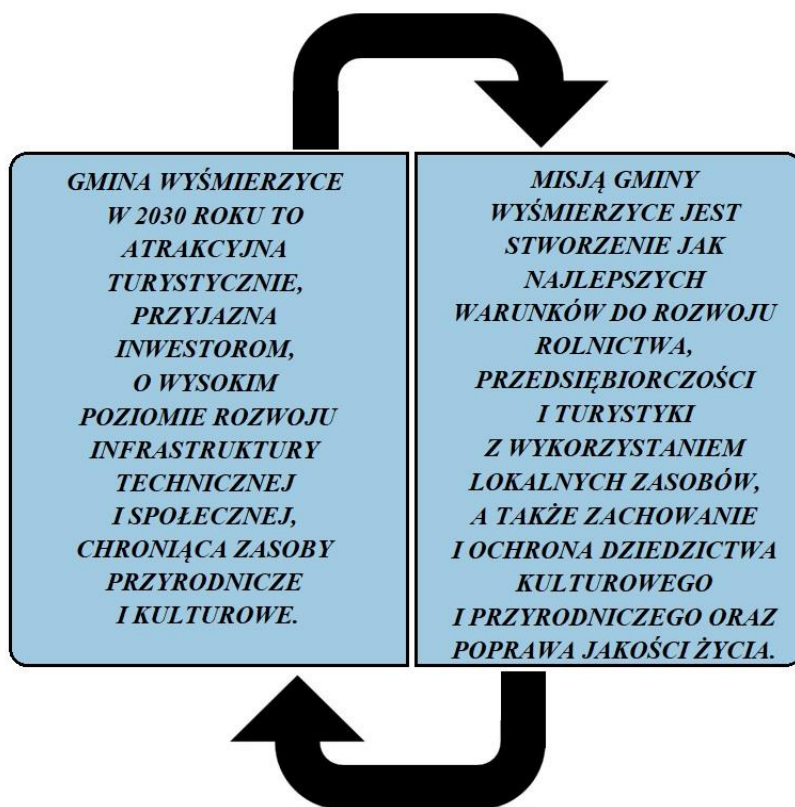 GMINA WYŚMIERZYCE
W 2030 ROKU TO
ATRAKCYJNA
TURYSTYCZNIE,
PRZYJAZNA
INWESTOROM,
O WYSOKIM
POZIOMIE ROZWOJU
INFRASTRUKTURY
TECHNICZNEJ
I SPOŁECZNEJ,
CHRONIĄCA ZASOBY
PRZYRODNICZE
I KULTUROWE.
MISJĄ GMINY
WYŚMIERZYCE JEST
STWORZENIE JAK
NAJLEPSZYCH
WARUNKÓW DO ROZWOJU
ROLNICTWA,
PRZEDSIĘBIORCZOŚCI
I TURYSTYKI
Z WYKORZYSTANIEM
LOKALNYCH ZASOBÓW,
A TAKŻE ZACHOWANIE
I OCHRONA DZIEDZICTWA
KULTUROWEGO
I PRZYRODNICZEGO ORAZ
POPRAWA JAKOŚCI ŻYCIA.